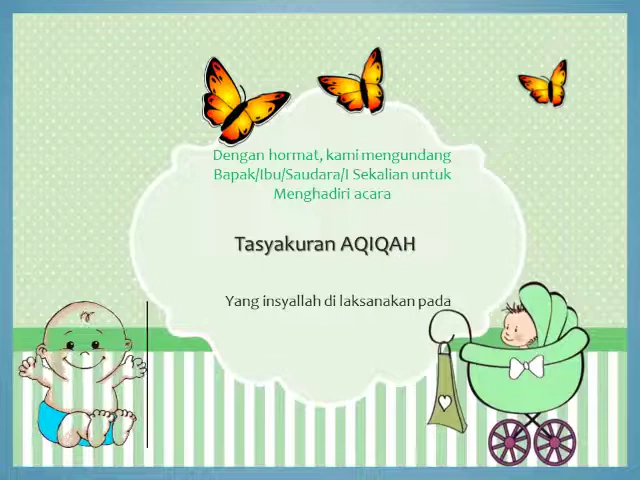 Dengan hormat, kami mengundang
Bapak/Ibu/Saudara/I Sekalian untuk
Menghadiri acara
Tasyakuran AQIQAH
Yang insyallah di laksanakan pada